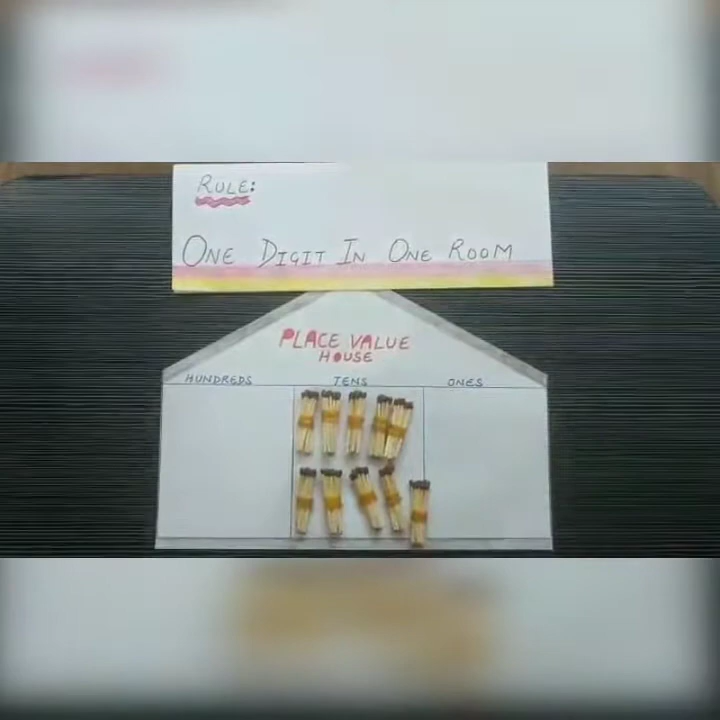 RULE:
ONE DIGIT IN ONE ROOM
PLACE VALUE
HOUSE
HUNDREDS TENS ONES